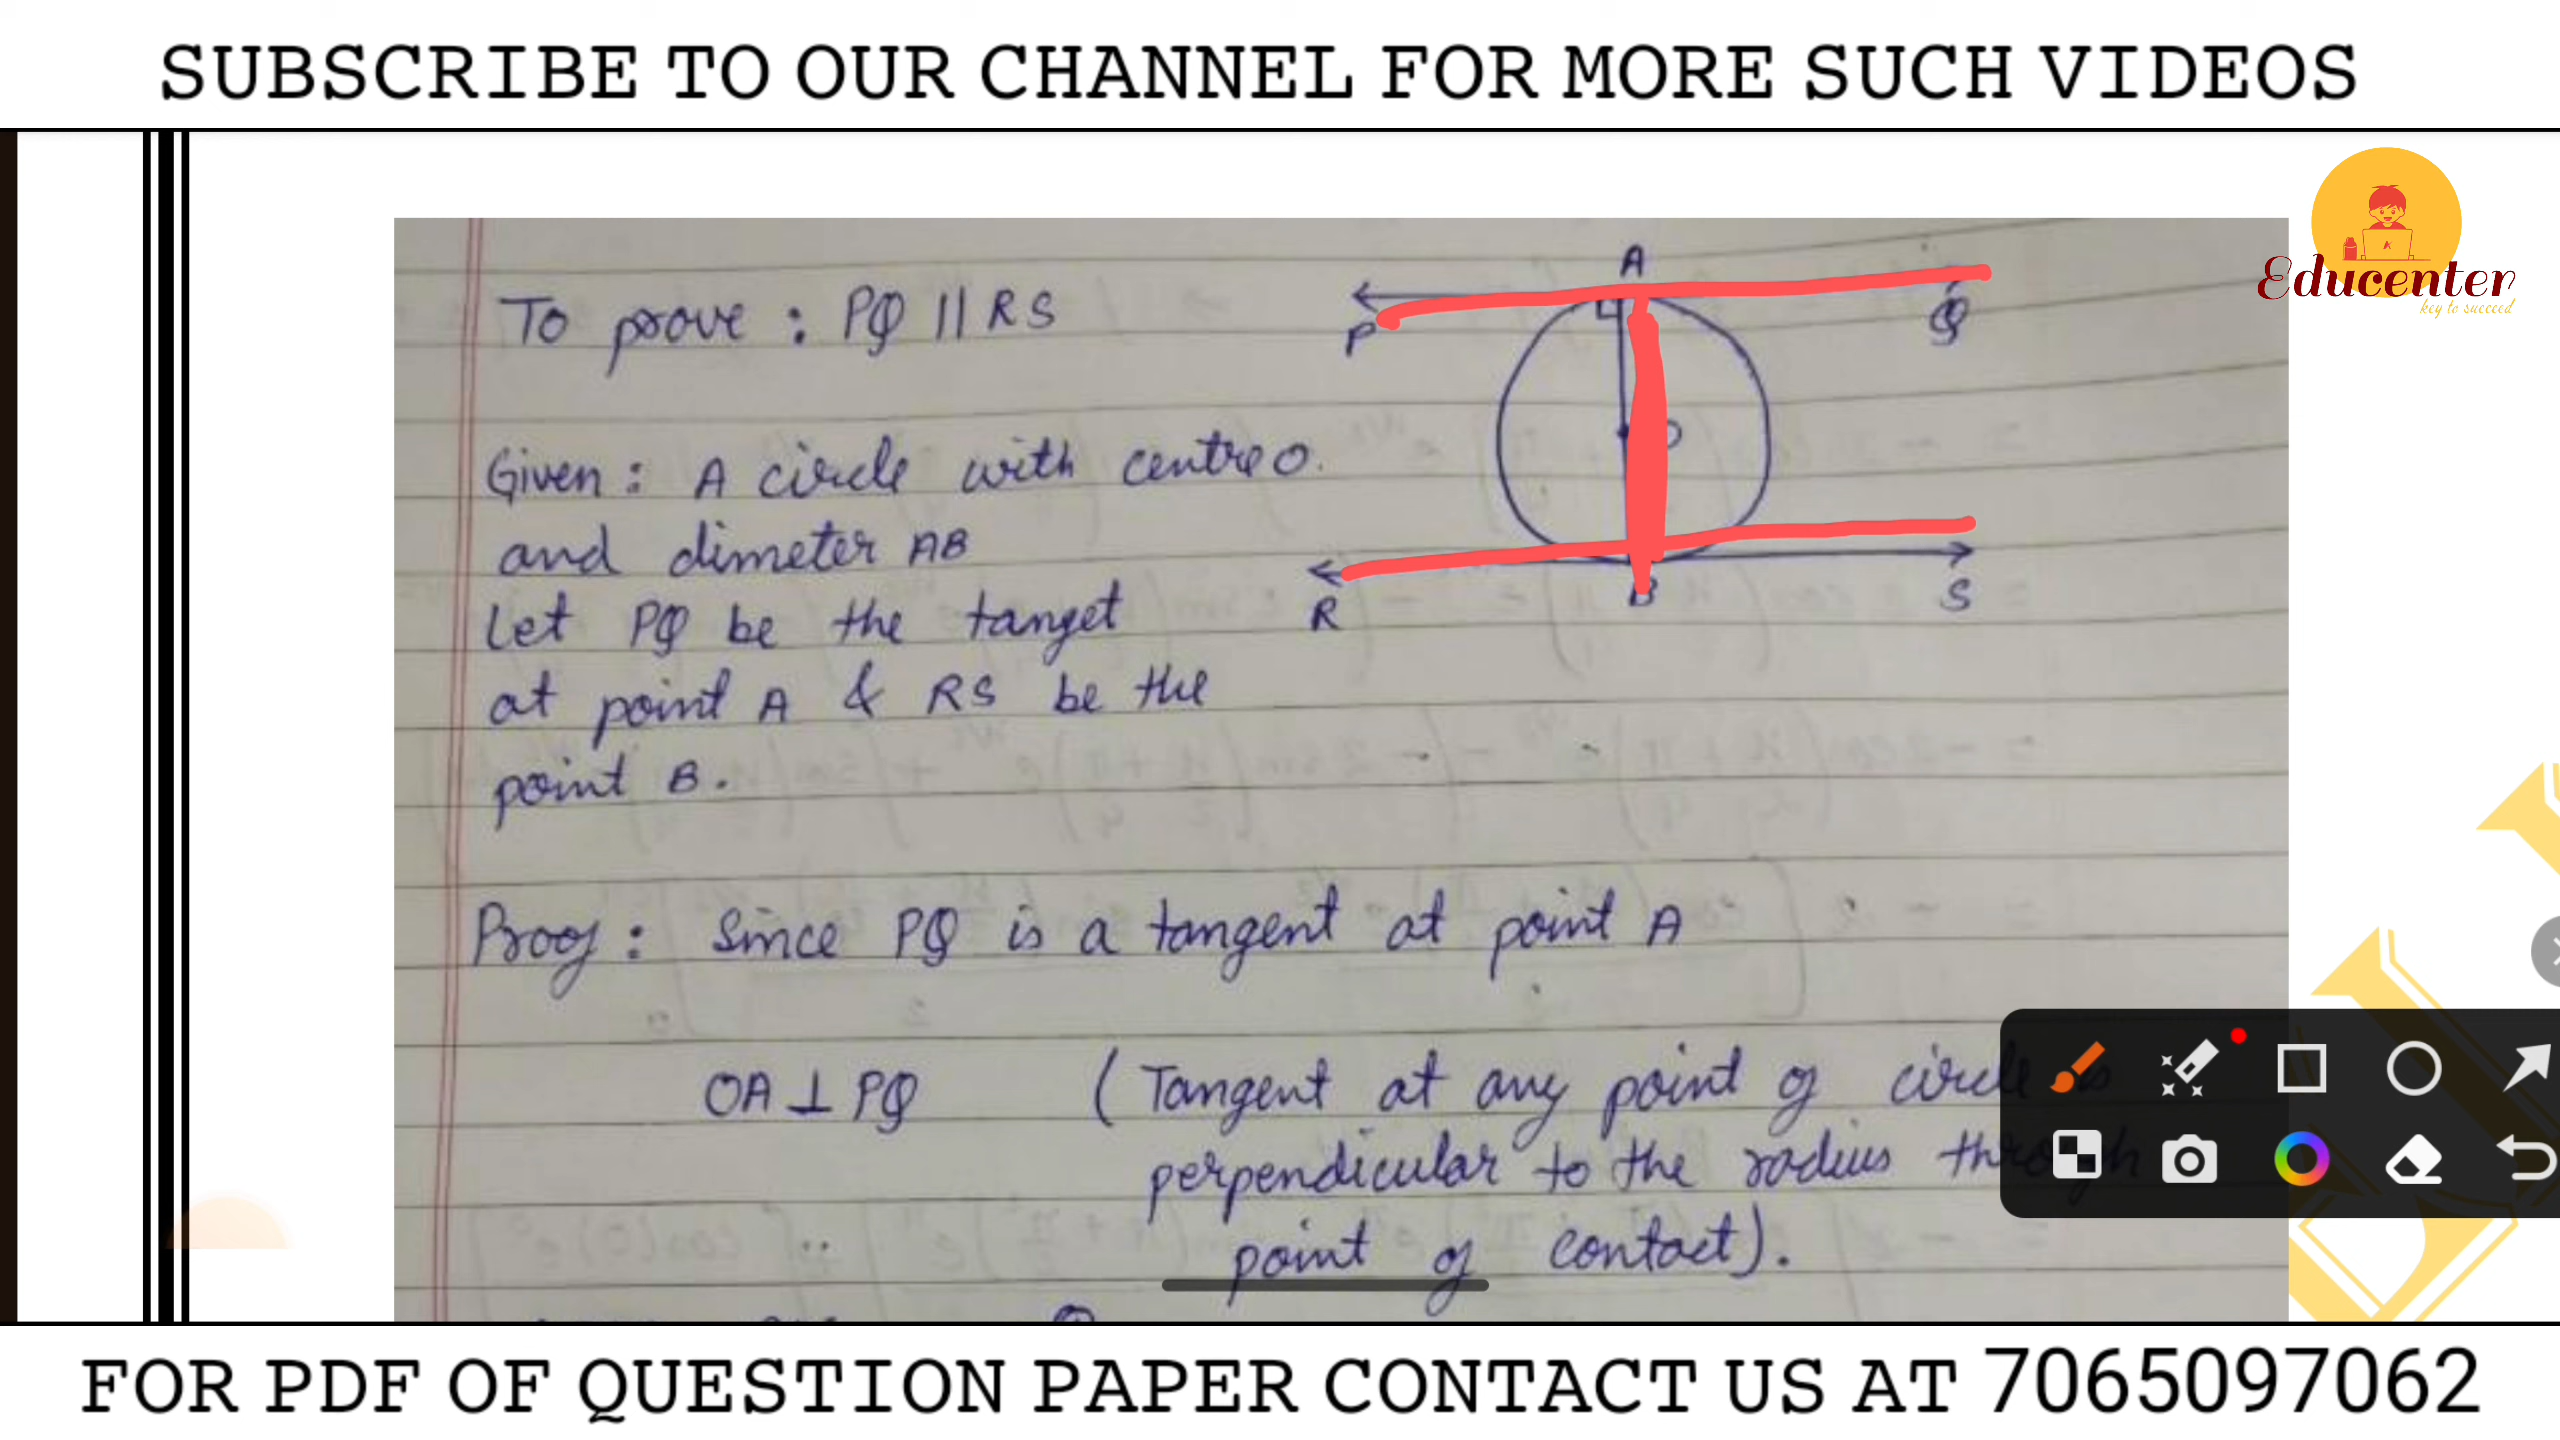 SUBSCRIBE TO OUR CHANNEL FOR MORE SUCH VIDEOS
Educenter
key to succeed
To prove : PQ || RS
A
P
Q
O
B
R
S
Given : A circle with centre O.
and dimeter AB
Let PQ be the tanget
at point A & RS be the
point B.
Proof : Since PQ is a tangent at point A
OA ⊥ PQ ( Tangent at any point of circle is
perpendicular to the radius through
point of contact).
FOR PDF OF QUESTION PAPER CONTACT US AT 7065097062